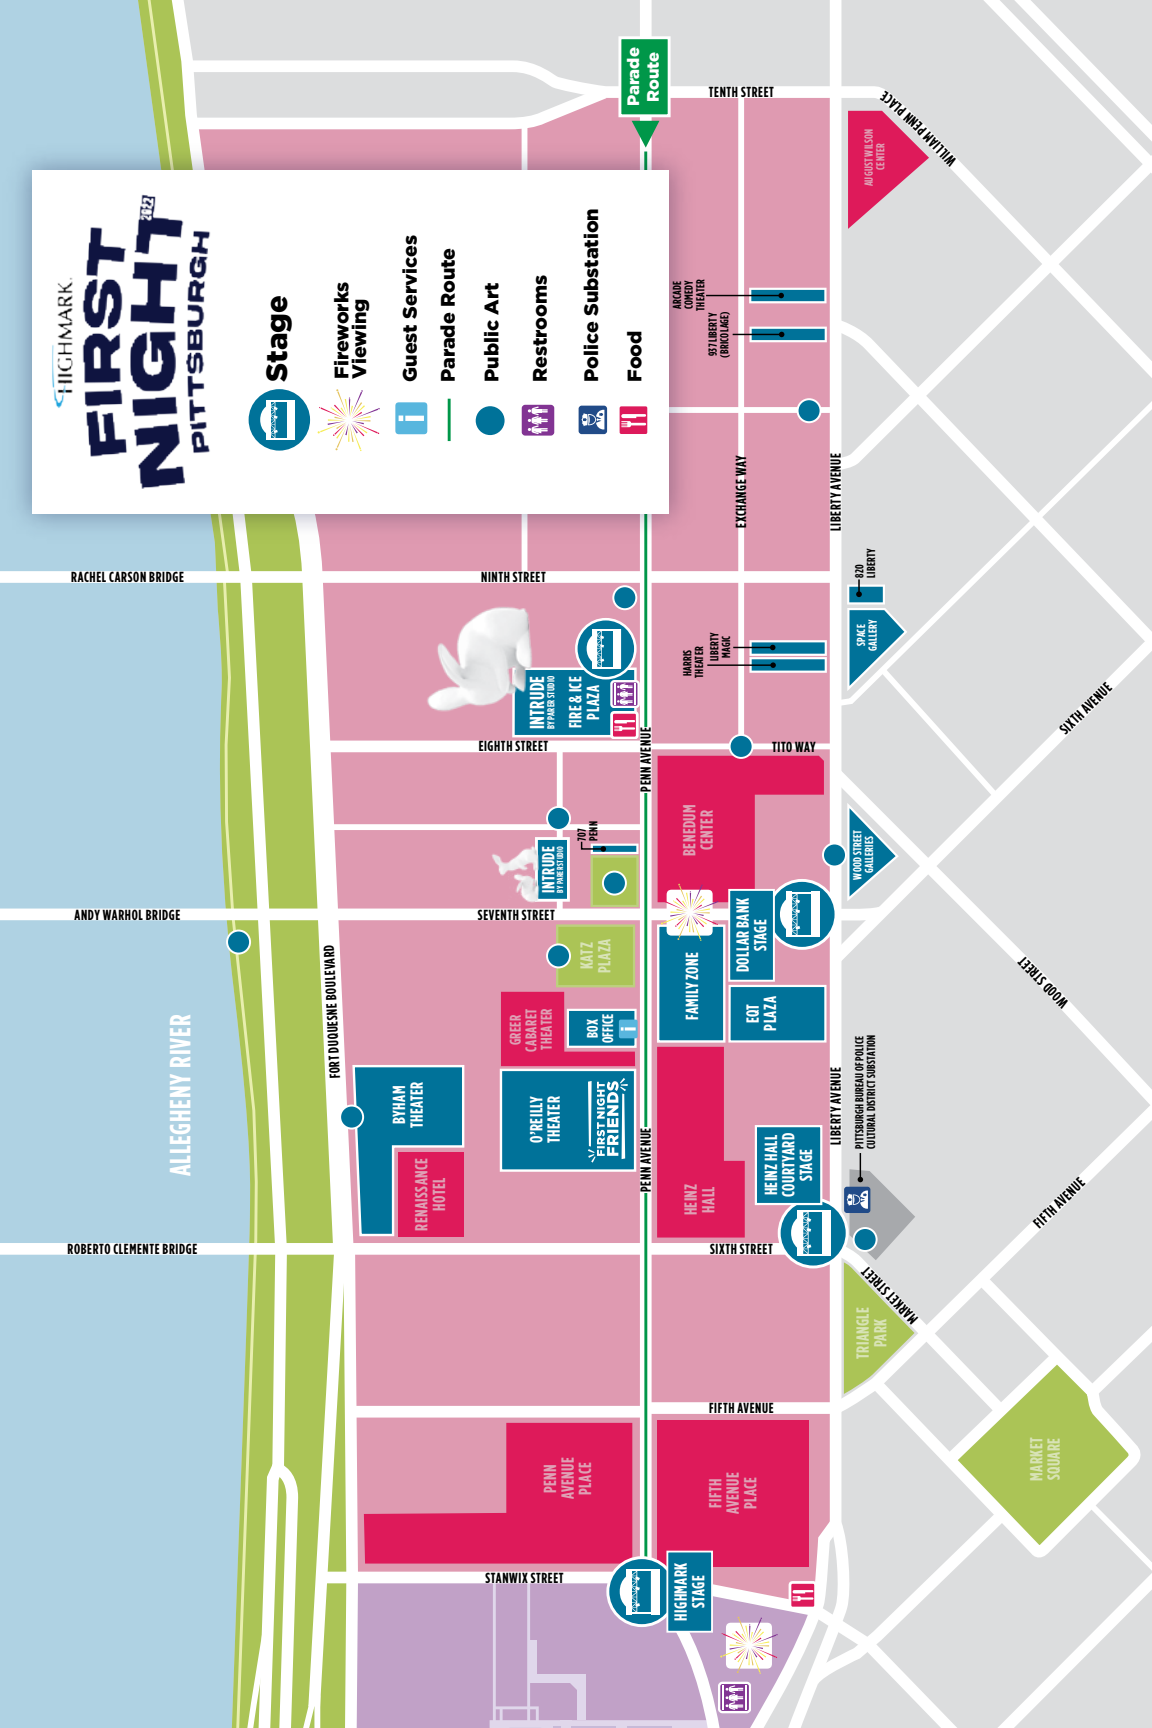 HIGHMARK.
FIRST
NIGHT
2022
PITTSBURGH
Stage
Fireworks
Viewing
Guest Services
Parade Route
Public Art
Restrooms
Police Substation
Food
Parade
Route
TENTH STREET
WILLIAM PENN PLACE
AUGUST WILSON
CENTER
ARCADE
COMEDY
THEATER
937 LIBERTY
(BRICOLAGE)
EXCHANGE WAY
LIBERTY AVENUE
RACHEL CARSON BRIDGE
NINTH STREET
820
LIBERTY
SPACE
GALLERY
HARRIS
THEATER
LIBERTY
MAGIC
INTRUDE
BY PARER STUDIO
FIRE & ICE
PLAZA
EIGHTH STREET
PENN AVENUE
TITO WAY
SIXTH AVENUE
BENEDUM
CENTER
707
PENN
INTRUDE
BY PARER STUDIO
WOOD STREET
GALLERIES
ANDY WARHOL BRIDGE
SEVENTH STREET
DOLLAR BANK
STAGE
KATZ
PLAZA
FAMILY ZONE
EQT
PLAZA
WOOD STREET
FORT DUQUESNE BOULEVARD
ALLEGHENY RIVER
GREER
CABARET
THEATER
BOX
OFFICE
BYHAM
THEATER
O'REILLY
THEATER
FIRST NIGHT
FRIENDS
PENN AVENUE
LIBERTY AVENUE
PITTSBURGH BUREAU OF POLICE
CULTURAL DISTRICT SUBSTATION
RENAISSANCE
HOTEL
HEINZ
HALL
HEINZ HALL
COURTYARD
STAGE
ROBERTO CLEMENTE BRIDGE
SIXTH STREET
MARKET STREET
FIFTH AVENUE
TRIANGLE
PARK
FIFTH AVENUE
PENN
AVENUE
PLACE
FIFTH
AVENUE
PLACE
MARKET
SQUARE
STANWIX STREET
HIGHMARK
STAGE